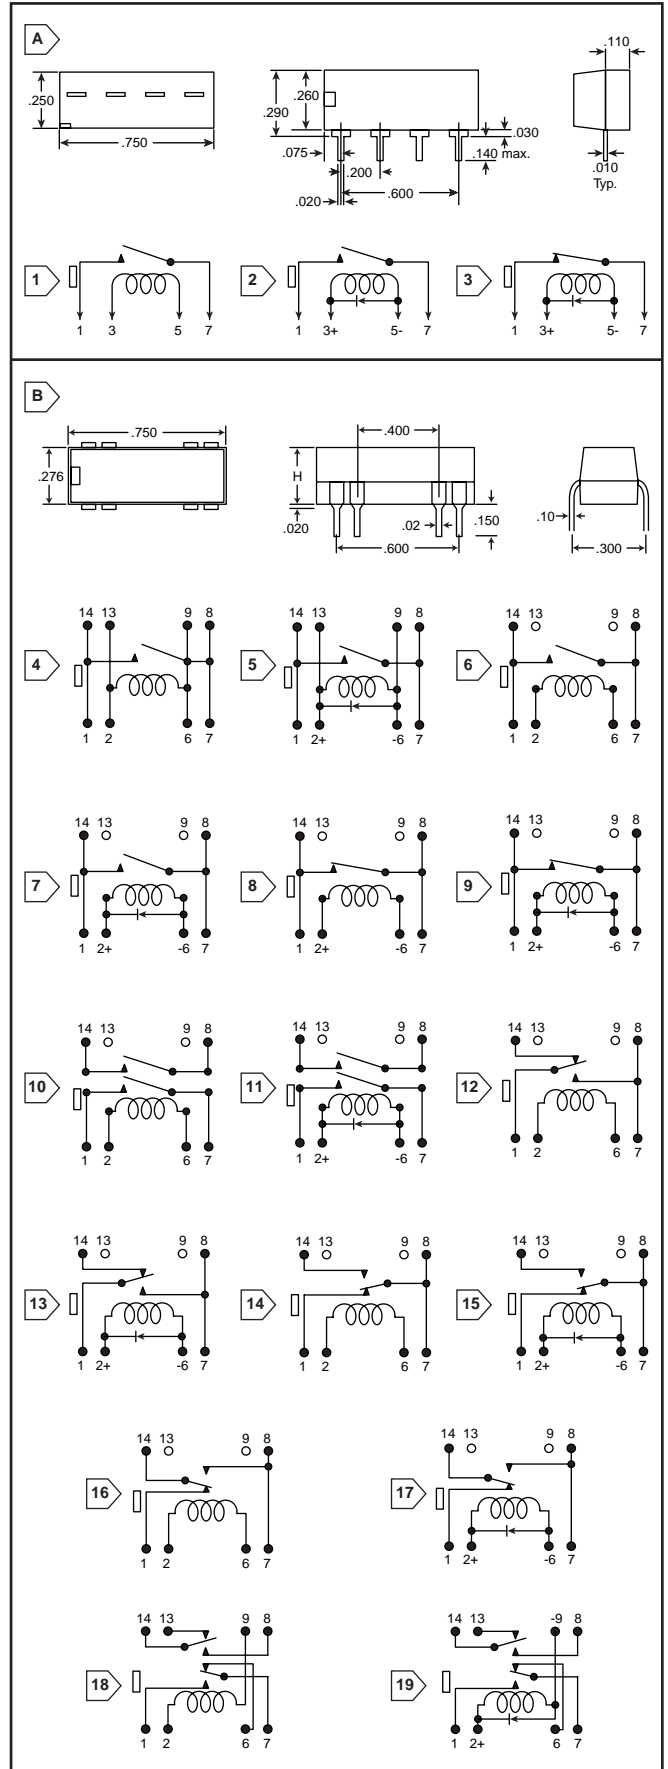 A
.250
.750
.290
.260
.075
.200
.020
.600
.030
.140 max.
.110
.010
Typ.
1
1 3 5 7
2
1 3+ 5- 7
3
1 3+ 5- 7
B
.750
.276
.400
H
.020
.02
.150
.600
.10
.300
14 13 9 8
4
1 2 6 7
14 13 9 8
5
1 2+ -6 7
14 13 9 8
6
1 2 6 7
14 13 9 8
7
1 2+ -6 7
14 13 9 8
8
1 2+ -6 7
14 13 9 8
9
1 2+ -6 7
14 13 9 8
10
1 2 6 7
14 13 9 8
11
1 2+ -6 7
14 13 9 8
12
1 2 6 7
14 13 9 8
13
1 2+ -6 7
14 13 9 8
14
1 2 6 7
14 13 9 8
15
1 2+ -6 7
14 13 9 8
16
1 2 6 7
14 13 9 8
17
1 2+ -6 7
14 13 9 8
18
1 2 6 7
14 13 -9 8
19
1 2+ 6 7